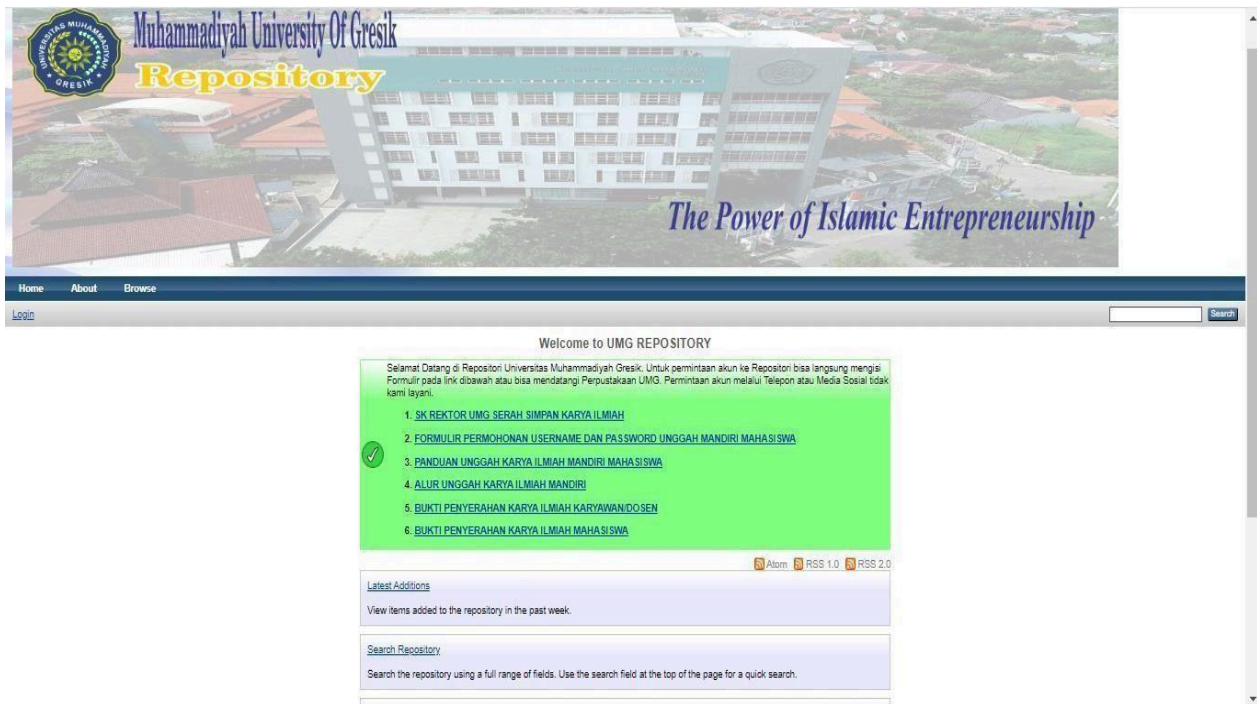 UNIVERSITAS MUHAMMADIYAH
GRESIK
Muhammadiyah University Of Gresik
Repository
The Power of Islamic Entrepreneurship
Home About Browse
Login
Search
Welcome to UMG REPOSITORY
Selamat Datang di Repositori Universitas Muhammadiyah Gresik. Untuk permintaan akun ke Repositori bisa langsung mengisi
Formulir pada link dibawah atau bisa mendatangi Perpustakaan UMG. Permintaan akun melalui Telepon atau Media Sosial tidak
kami layani.
1. SK REKTOR UMG SERAH SIMPAN KARYA ILMIAH
2. FORMULIR PERMOHONAN USERNAME DAN PASSWORD UNGGAH MANDIRI MAHASISWA
3. PANDUAN UNGGAH KARYA ILMIAH MANDIRI MAHASISWA
4. ALUR UNGGAH KARYA ILMIAH MANDIRI
5. BUKTI PENYERAHAN KARYA ILMIAH KARYAWAN/DOSEN
6. BUKTI PENYERAHAN KARYA ILMIAH MAHASISWA
Atom RSS 1.0 RSS 2.0
Latest Additions
View items added to the repository in the past week.
Search Repository
Search the repository using a full range of fields. Use the search field at the top of the page for a quick search.